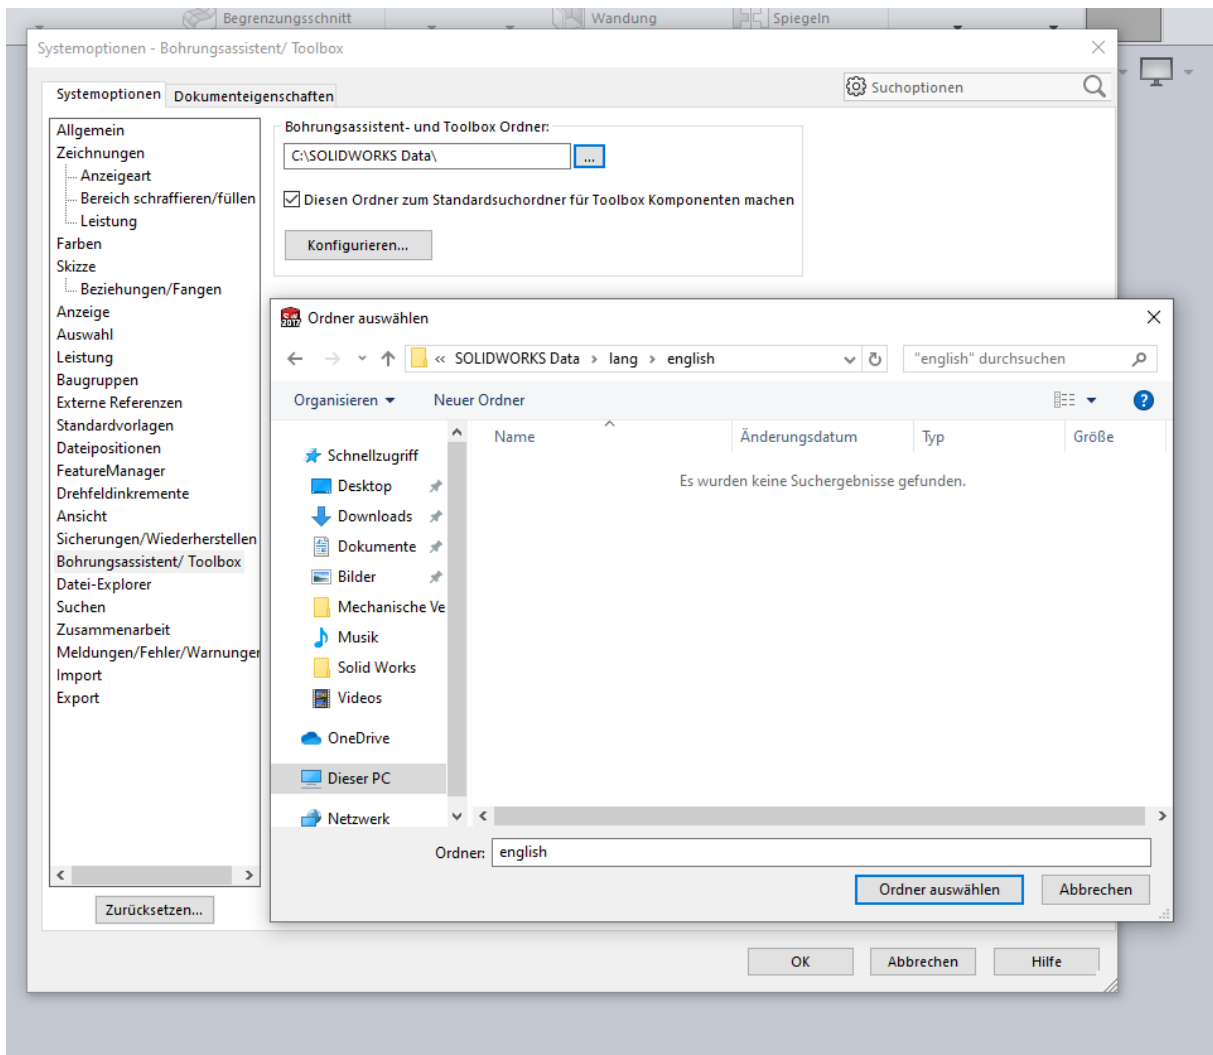 Begrenzungsschnitt Wandung Spiegeln
Systemoptionen - Bohrungsassistent/ Toolbox
Systemoptionen Dokumenteigenschaften
Suchoptionen
Allgemein
Zeichnungen
Anzeigeart
Bereich schraffieren/füllen
Leistung
Farben
Skizze
Beziehungen/Fangen
Anzeige
Auswahl
Leistung
Baugruppen
Externe Referenzen
Standardvorlagen
Dateipositionen
FeatureManager
Drehfeldinkremente
Ansicht
Sicherungen/Wiederherstellen
Bohrungsassistent/ Toolbox
Datei-Explorer
Suchen
Zusammenarbeit
Meldungen/Fehler/Warnunger
Import
Export
Zurücksetzen...
Bohrungsassistent- und Toolbox Ordner:
C:\SOLIDWORKS Data\ ...
Diesen Ordner zum Standardsuchordner für Toolbox Komponenten machen
Konfigurieren...
SW 2017 Ordner auswählen
« SOLIDWORKS Data › lang › english
"english" durchsuchen
Organisieren Neuer Ordner ?
Name Änderungsdatum Typ Größe
Es wurden keine Suchergebnisse gefunden.
Schnellzugriff
Desktop
Downloads
Dokumente
Bilder
Mechanische Ve
Musik
Solid Works
Videos
OneDrive
Dieser PC
Netzwerk
Ordner: english
Ordner auswählen Abbrechen
OK Abbrechen Hilfe